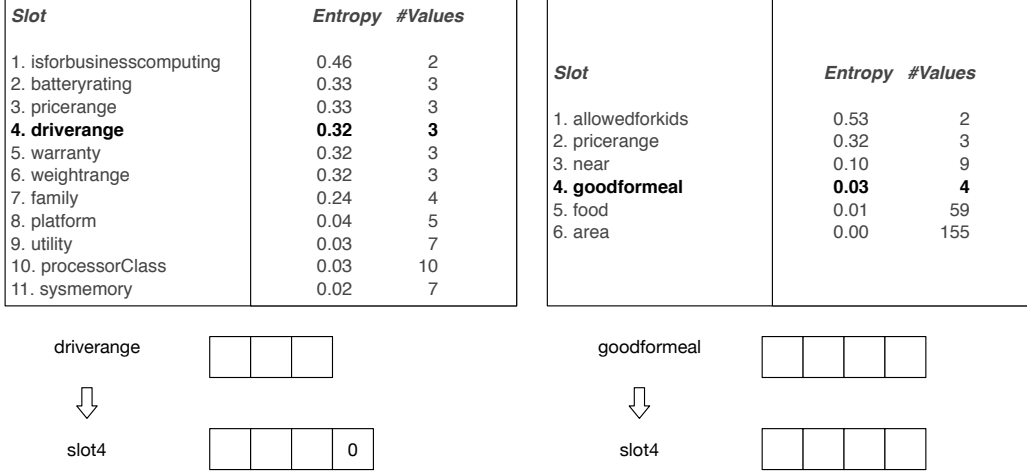 Slot Entropy #Values
1. isforbusinesscomputing 0.46 2
2. batteryrating 0.33 3
3. pricerange 0.33 3
4. driverange 0.32 3
5. warranty 0.32 3
6. weightrange 0.32 3
7. family 0.24 4
8. platform 0.04 5
9. utility 0.03 7
10. processorClass 0.03 10
11. sysmemory 0.02 7
driverange
slot4 0
Slot Entropy #Values
1. allowedforkids 0.53 2
2. pricerange 0.32 3
3. near 0.10 9
4. goodformeal 0.03 4
5. food 0.01 59
6. area 0.00 155
goodformeal
slot4